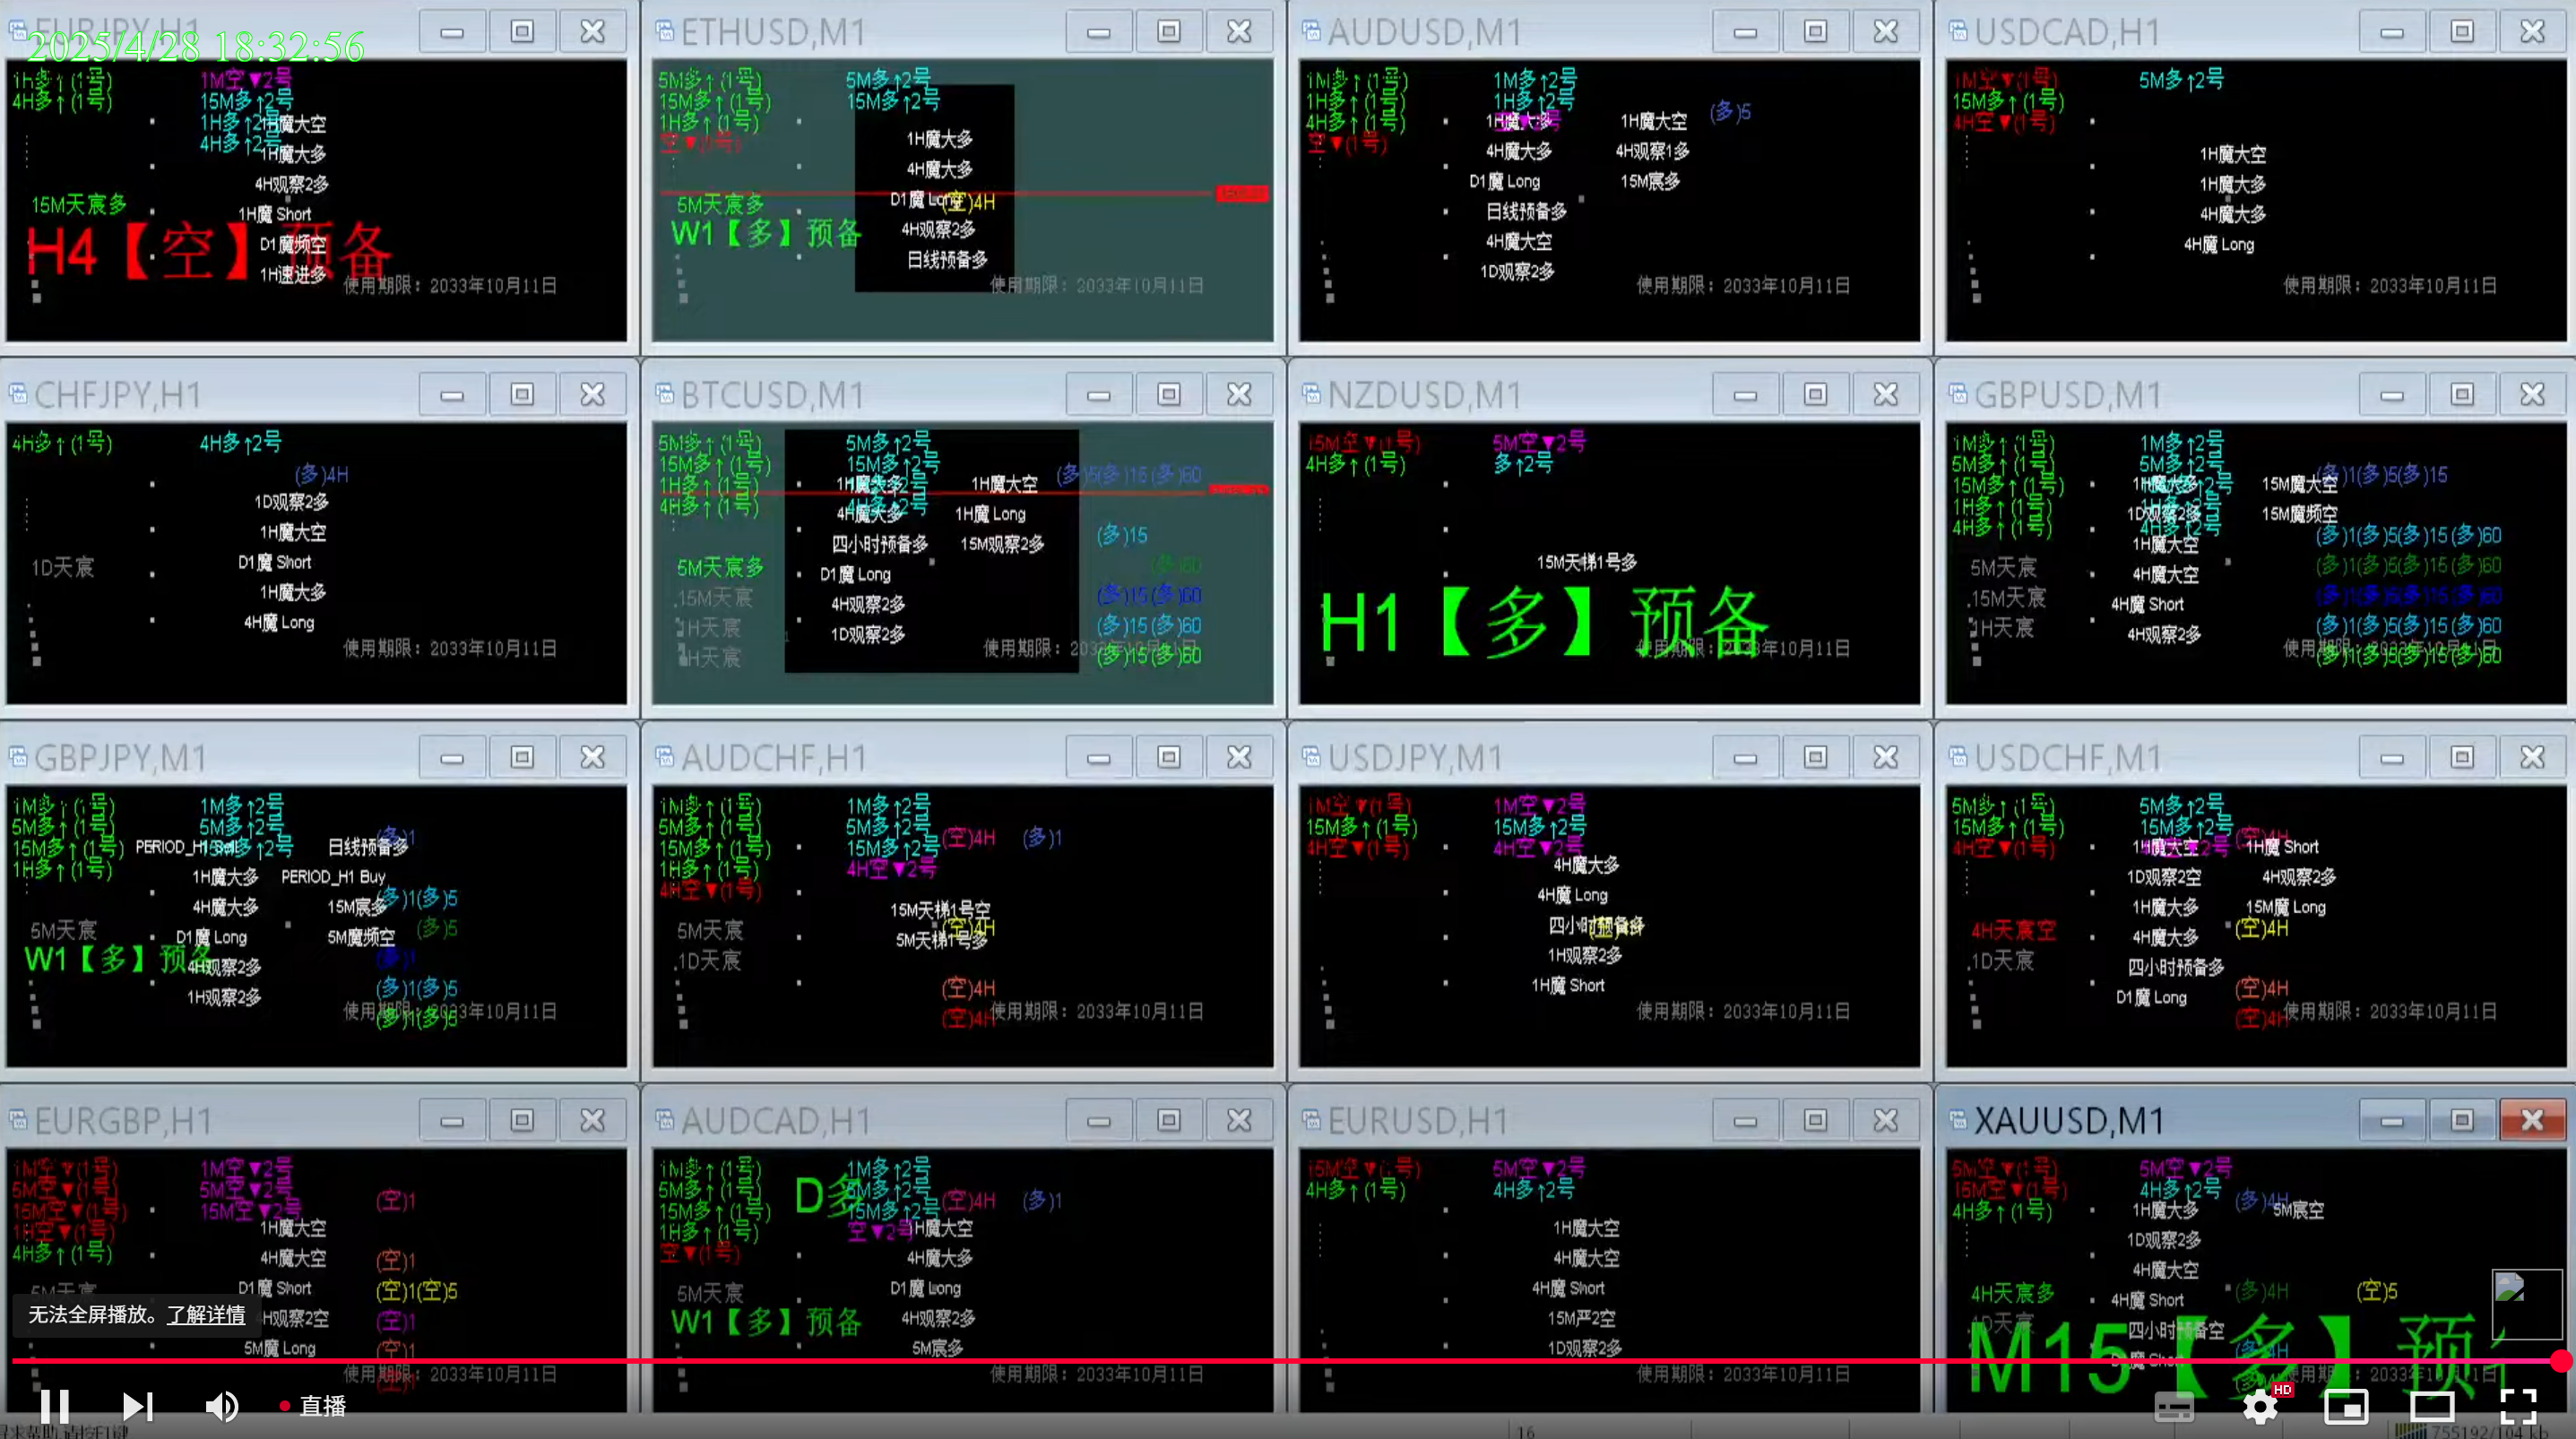 EURJPY,H1
2025/4/28 18:32:56
1H多↑(1号)
4H多↑(1号)
1M空▼2号
15M多↑2号
1H多↑2号
4H多↑2号
1H魔大空
1H魔大多
4H观察2多
1H魔 Short
D1魔频空
1H速进多
15M天宸多
H4【空】预备
使用期限：2033年10月11日
ETHUSD,M1
5M多↑(1号)
15M多↑(1号)
1H多↑(1号)
空▼(1号)
5M多↑2号
15M多↑2号
1H魔大多
4H魔大多
D1魔 Long
(空)4H
4H观察2多
日线预备多
5M天宸多
W1【多】预备
使用期限：2033年10月11日
AUDUSD,M1
1M多↑(1号)
1H多↑(1号)
4H多↑(1号)
空▼(1号)
1M多↑2号
1H多↑2号
1H魔大多
4H魔大多
D1魔 Long
日线预备多
4H魔大空
1D观察2多
1H魔大空
4H观察1多
15M宸多
(多)5
使用期限：2033年10月11日
USDCAD,H1
1M空▼(1号)
15M多↑(1号)
4H空▼(1号)
5M多↑2号
1H魔大空
1H魔大多
4H魔大多
4H魔 Long
使用期限：2033年10月11日
CHFJPY,H1
4H多↑(1号)
4H多↑2号
(多)4H
1D观察2多
1H魔大空
D1魔 Short
1H魔大多
4H魔 Long
1D天宸
使用期限：2033年10月11日
BTCUSD,M1
5M多↑(1号)
15M多↑(1号)
1H多↑(1号)
4H多↑(1号)
5M多↑2号
15M多↑2号
1H魔大多
4H魔大多
四小时预备多
D1魔 Long
4H观察2多
1D观察2多
1H魔大空
1H魔 Long
15M观察2多
(多)5(多)15(多)60
(多)15
(多)60
(多)15(多)60
(多)15(多)60
(多)15(多)60
5M天宸多
15M天宸
1H天宸
H天宸
使用期限：
NZDUSD,M1
15M空▼(1号)
4H多↑(1号)
5M空▼2号
多↑2号
15M天梯1号多
H1【多】预备
使用期限：2033年10月11日
GBPUSD,M1
1M多↑(1号)
5M多↑(1号)
15M多↑(1号)
1H多↑(1号)
4H多↑(1号)
1M多↑2号
5M多↑2号
1H魔大多
1D观察2多
1H魔大空
4H魔大空
4H魔 Short
4H观察2多
15M魔大空
15M魔频空
(多)1(多)5(多)15
(多)1(多)5(多)15(多)60
(多)1(多)5(多)15(多)60
(多)1(多)5(多)15(多)60
(多)1(多)5(多)15(多)60
(多)1(多)5(多)15(多)60
5M天宸
15M天宸
1H天宸
GBPJPY,M1
1M多↑(1号)
5M多↑(1号)
15M多↑(1号)
1H多↑(1号)
1M多↑2号
5M多↑2号
15M多↑2号
(多)1
日线预备多
1H魔大多
PERIOD_H1 Buy
4H魔大多
15M宸多
D1魔 Long
5M魔频空
4H观察2多
1H观察2多
(多)1(多)5
(多)5
(多)1
(多)1(多)5
(多)1(多)5
5M天宸
W1【多】预备
使用期限：2033年10月11日
AUDCHF,H1
1M多↑(1号)
5M多↑(1号)
15M多↑(1号)
1H多↑(1号)
4H空▼(1号)
1M多↑2号
5M多↑2号
15M多↑2号
4H空▼2号
(空)4H
(多)1
15M天梯1号空
(空)4H
5M天梯1号多
(空)4H
(空)4H
5M天宸
1D天宸
使用期限：2033年10月11日
USDJPY,M1
1M空▼(1号)
15M多↑(1号)
4H空▼(1号)
1M空▼2号
15M多↑2号
4H空▼2号
4H魔大多
4H魔 Long
四小时预备多
1H观察2多
1H魔 Short
使用期限：2033年10月11日
USDCHF,M1
5M多↑(1号)
15M多↑(1号)
4H空▼(1号)
5M多↑2号
15M多↑2号
(空)4H
1H魔大空
1H魔 Short
1D观察2空
4H观察2多
1H魔大多
15M魔 Long
4H魔大多
(空)4H
四小时预备多
D1魔 Long
(空)4H
(空)4H
4H天宸空
1D天宸
使用期限：2033年10月11日
EURGBP,H1
1M空▼(1号)
5M空▼(1号)
15M空▼(1号)
1H空▼(1号)
4H多↑(1号)
1M空▼2号
5M空▼2号
15M空▼2号
(空)1
1H魔大空
4H魔大空
(空)1
D1魔 Short
(空)1(空)5
4H观察2空
(空)1
5M魔 Long
(空)1
5M天宸
使用期限：2033年10月11日
AUDCAD,H1
1M多↑(1号)
5M多↑(1号)
15M多↑(1号)
1H多↑(1号)
空▼(1号)
D多
1M多↑2号
5M多↑2号
15M多↑2号
空▼2号
(空)4H
(多)1
1H魔大空
4H魔大多
D1魔 Long
4H观察2多
5M宸多
5M天宸
W1【多】预备
使用期限：2033年10月11日
EURUSD,H1
15M空▼(1号)
4H多↑(1号)
5M空▼2号
4H多↑2号
1H魔大空
4H魔大空
4H魔 Short
15M严2空
1D观察2多
使用期限：2033年10月11日
XAUUSD,M1
5M空▼(1号)
15M空▼(1号)
4H多↑(1号)
5M空▼2号
4H多↑2号
(多)4H
5M宸空
1H魔大多
1D观察2多
4H魔大空
4H魔 Short
(多)4H
(空)5
四小时预备空
4H天宸多
1D天宸
M15【多】预
无法全屏播放。了解详情
直播
HD
16
755192/104 kb